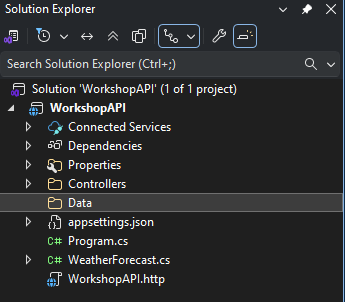 Solution Explorer
Search Solution Explorer (Ctrl+;)
Solution 'WorkshopAPI' (1 of 1 project)
WorkshopAPI
Connected Services
Dependencies
Properties
Controllers
Data
appsettings.json
C# Program.cs
C# WeatherForecast.cs
WorkshopAPI.http